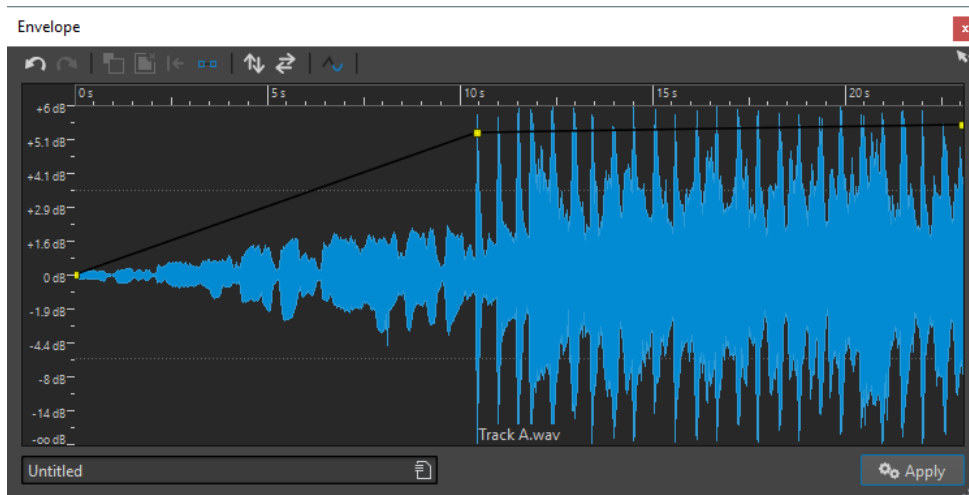 Envelope
x
0 s 5 s 10 s 15 s 20 s
+6 dB
+5.1 dB
+4.1 dB
+2.9 dB
+1.6 dB
0 dB
-1.9 dB
-4.4 dB
-8 dB
-14 dB
-oo dB
Track A.wav
Untitled
Apply